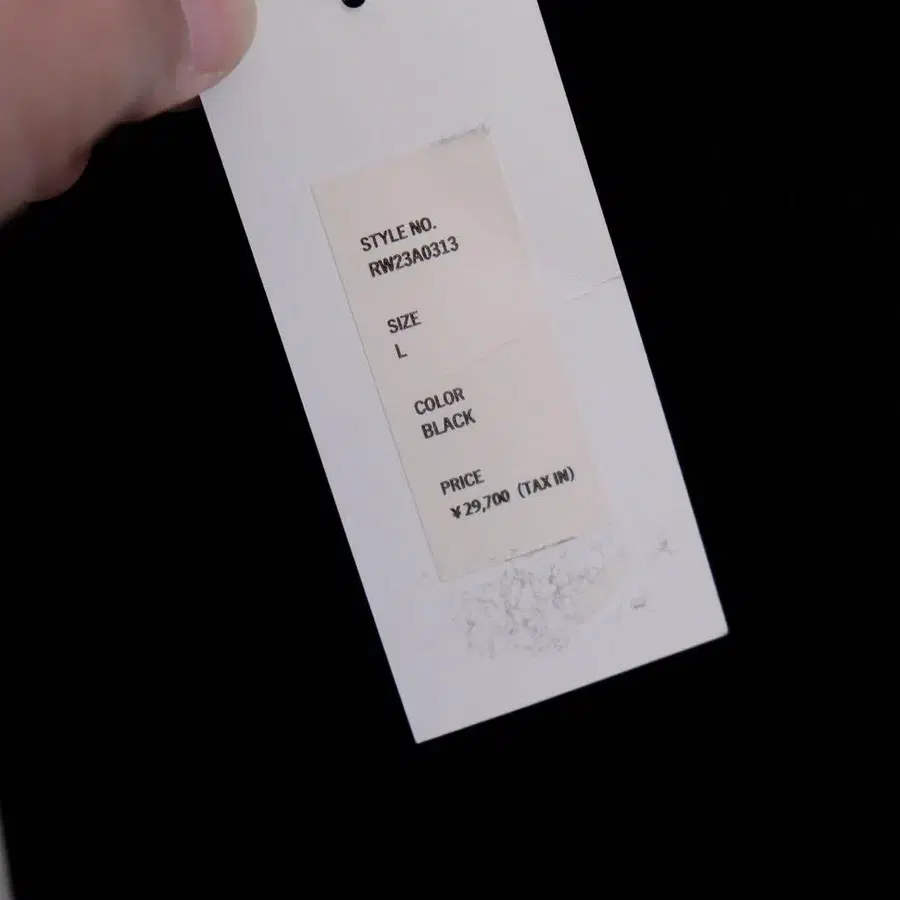 STYLE NO.
RW23A0313
SIZE
L
COLOR
BLACK
PRICE
¥29,700 (TAX IN)